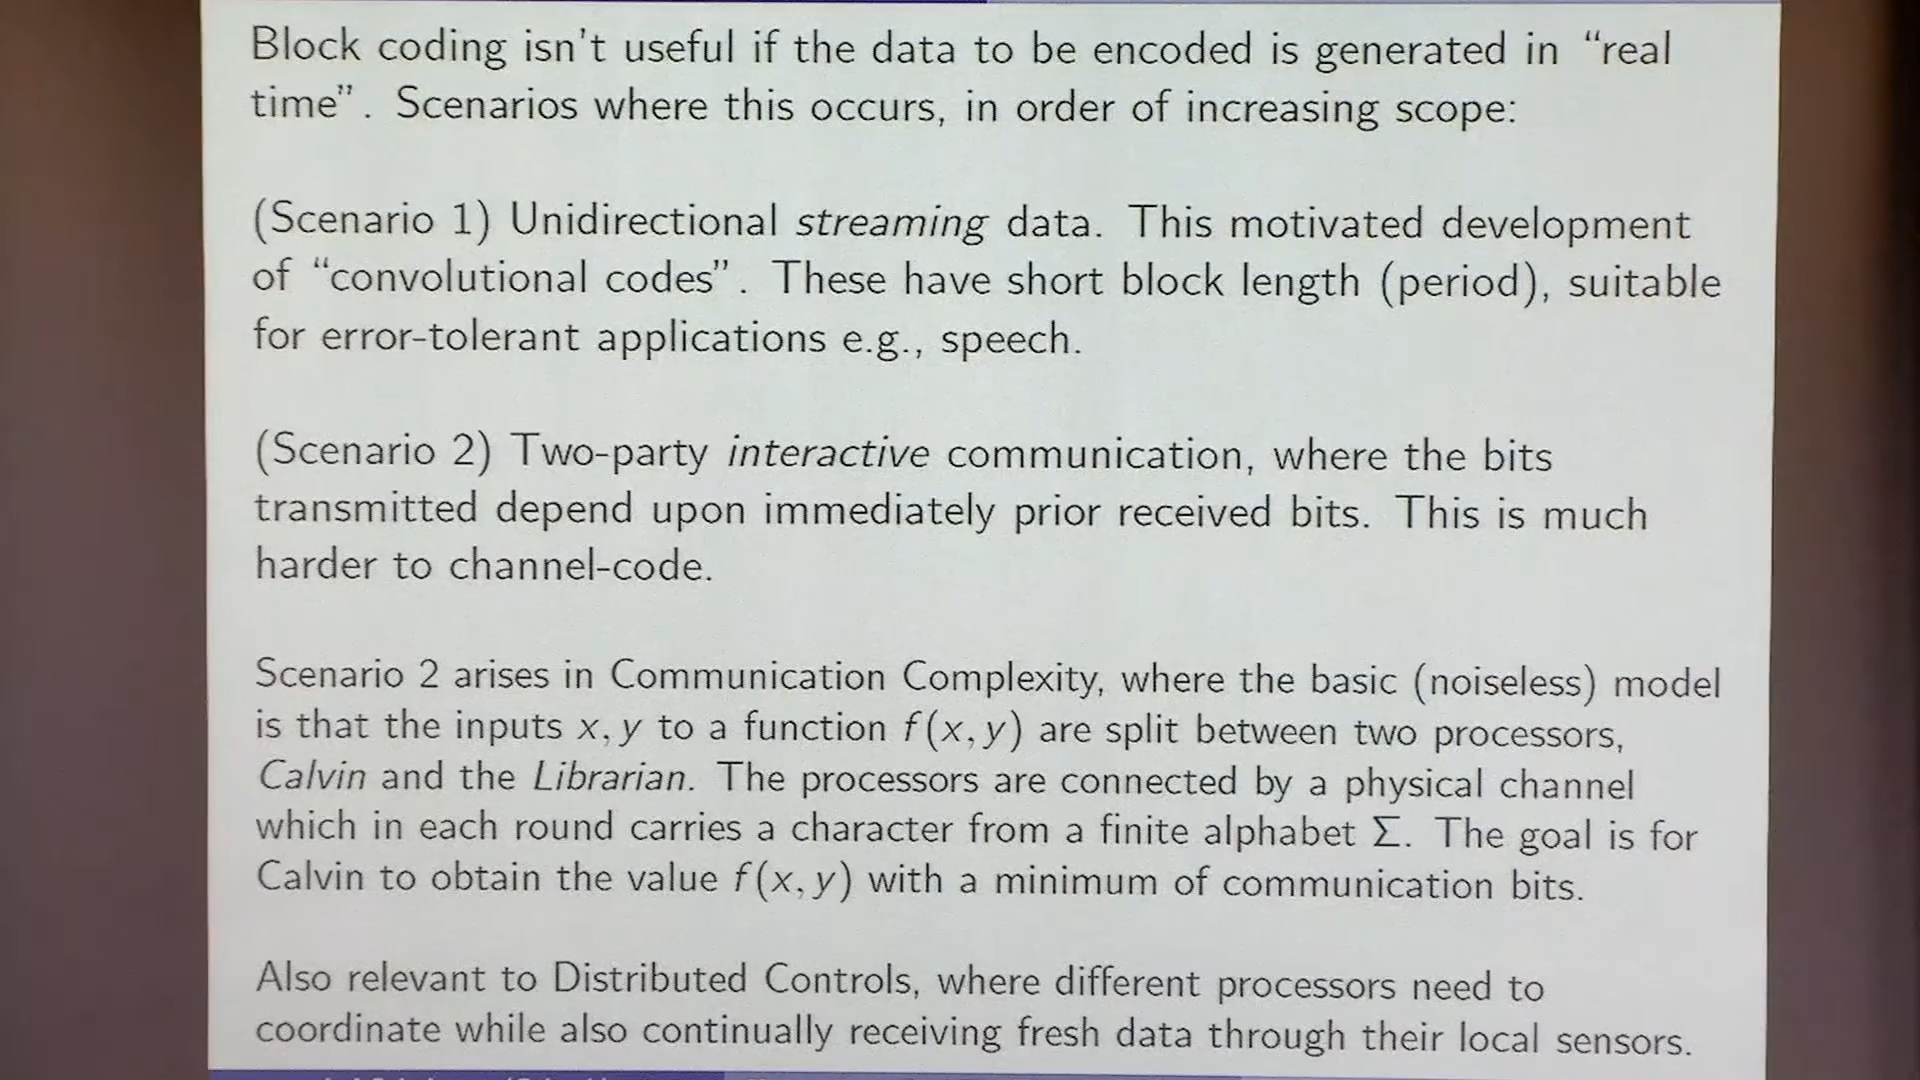 Block coding isn't useful if the data to be encoded is generated in “real
time”. Scenarios where this occurs, in order of increasing scope:
(Scenario 1) Unidirectional streaming data. This motivated development
of “convolutional codes”. These have short block length (period), suitable
for error-tolerant applications e.g., speech.
(Scenario 2) Two-party interactive communication, where the bits
transmitted depend upon immediately prior received bits. This is much
harder to channel-code.
Scenario 2 arises in Communication Complexity, where the basic (noiseless) model
is that the inputs x, y to a function f(x, y) are split between two processors,
Calvin and the Librarian. The processors are connected by a physical channel
which in each round carries a character from a finite alphabet Σ. The goal is for
Calvin to obtain the value f(x, y) with a minimum of communication bits.
Also relevant to Distributed Controls, where different processors need to
coordinate while also continually receiving fresh data through their local sensors.